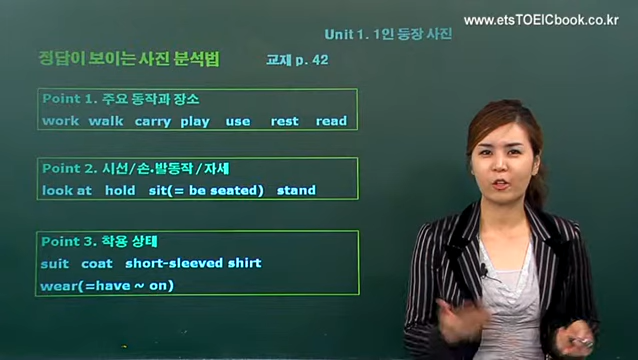 www.etsTOEICbook.co.kr
Unit 1. 1인 등장 사진
정답이 보이는 사진 분석법 교재 p. 42
Point 1. 주요 동작과 장소
work walk carry play use rest read
Point 2. 시선/손·발동작/자세
look at hold sit(= be seated) stand
Point 3. 착용 상태
suit coat short-sleeved shirt
wear(=have ~ on)